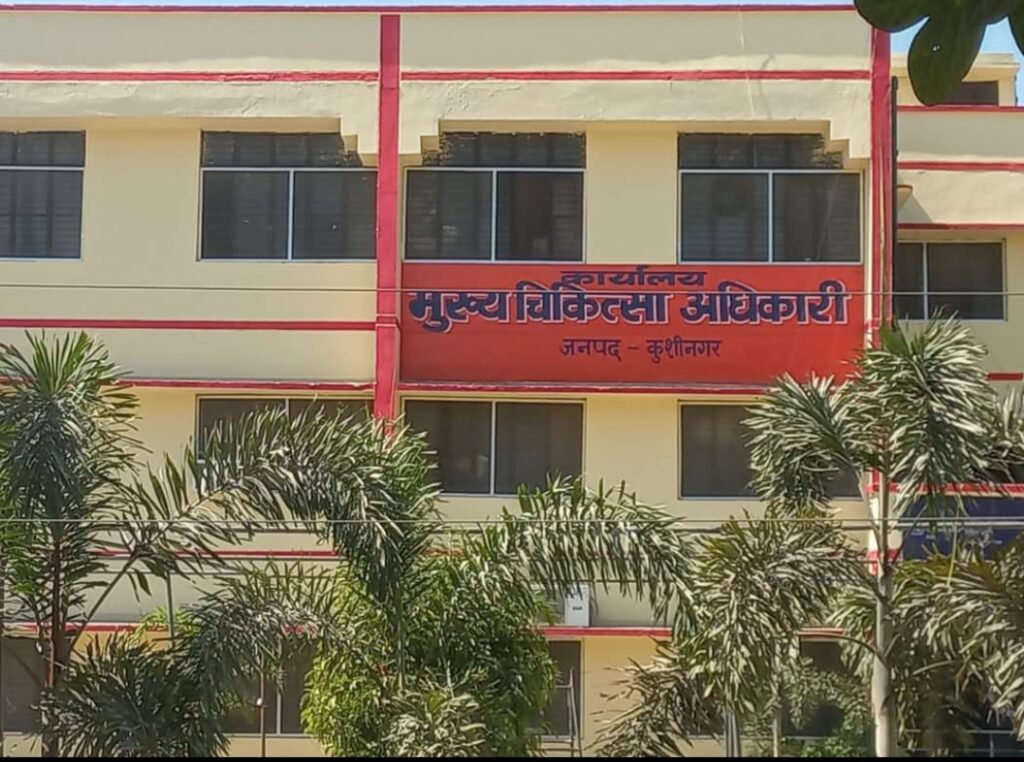 कार्यालय
मुख्य चिकित्सा अधिकारी
जनपद - कुशीनगर